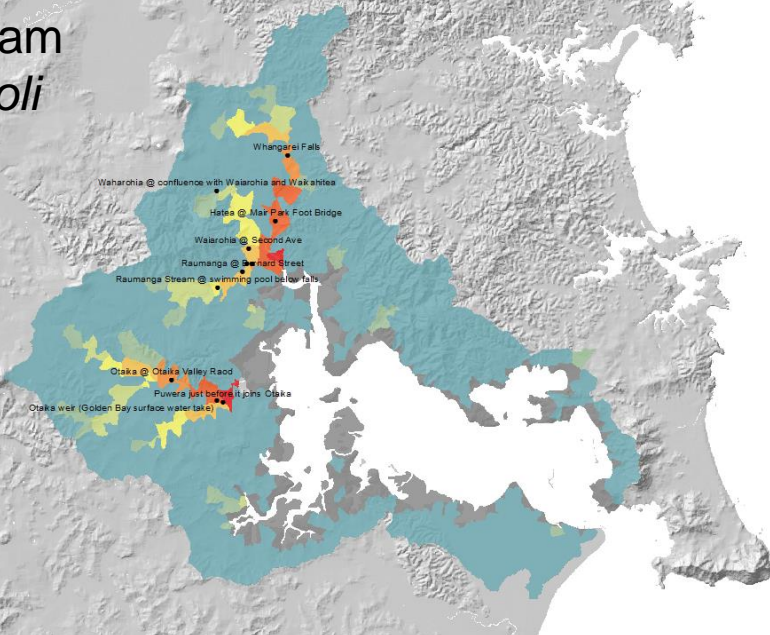 am
oli
Whangarei Falls
Waharohia @ confluence with Waiarohia and Waikahitea
Hatea @ Mair Park Foot Bridge
Waiarohia @ Second Ave
Raumanga @ Bernard Street
Raumanga Stream @ swimming pool below falls
Otaika @ Otaika Valley Raod
Puwera just before it joins Otaika
Otaika weir (Golden Bay surface water take)